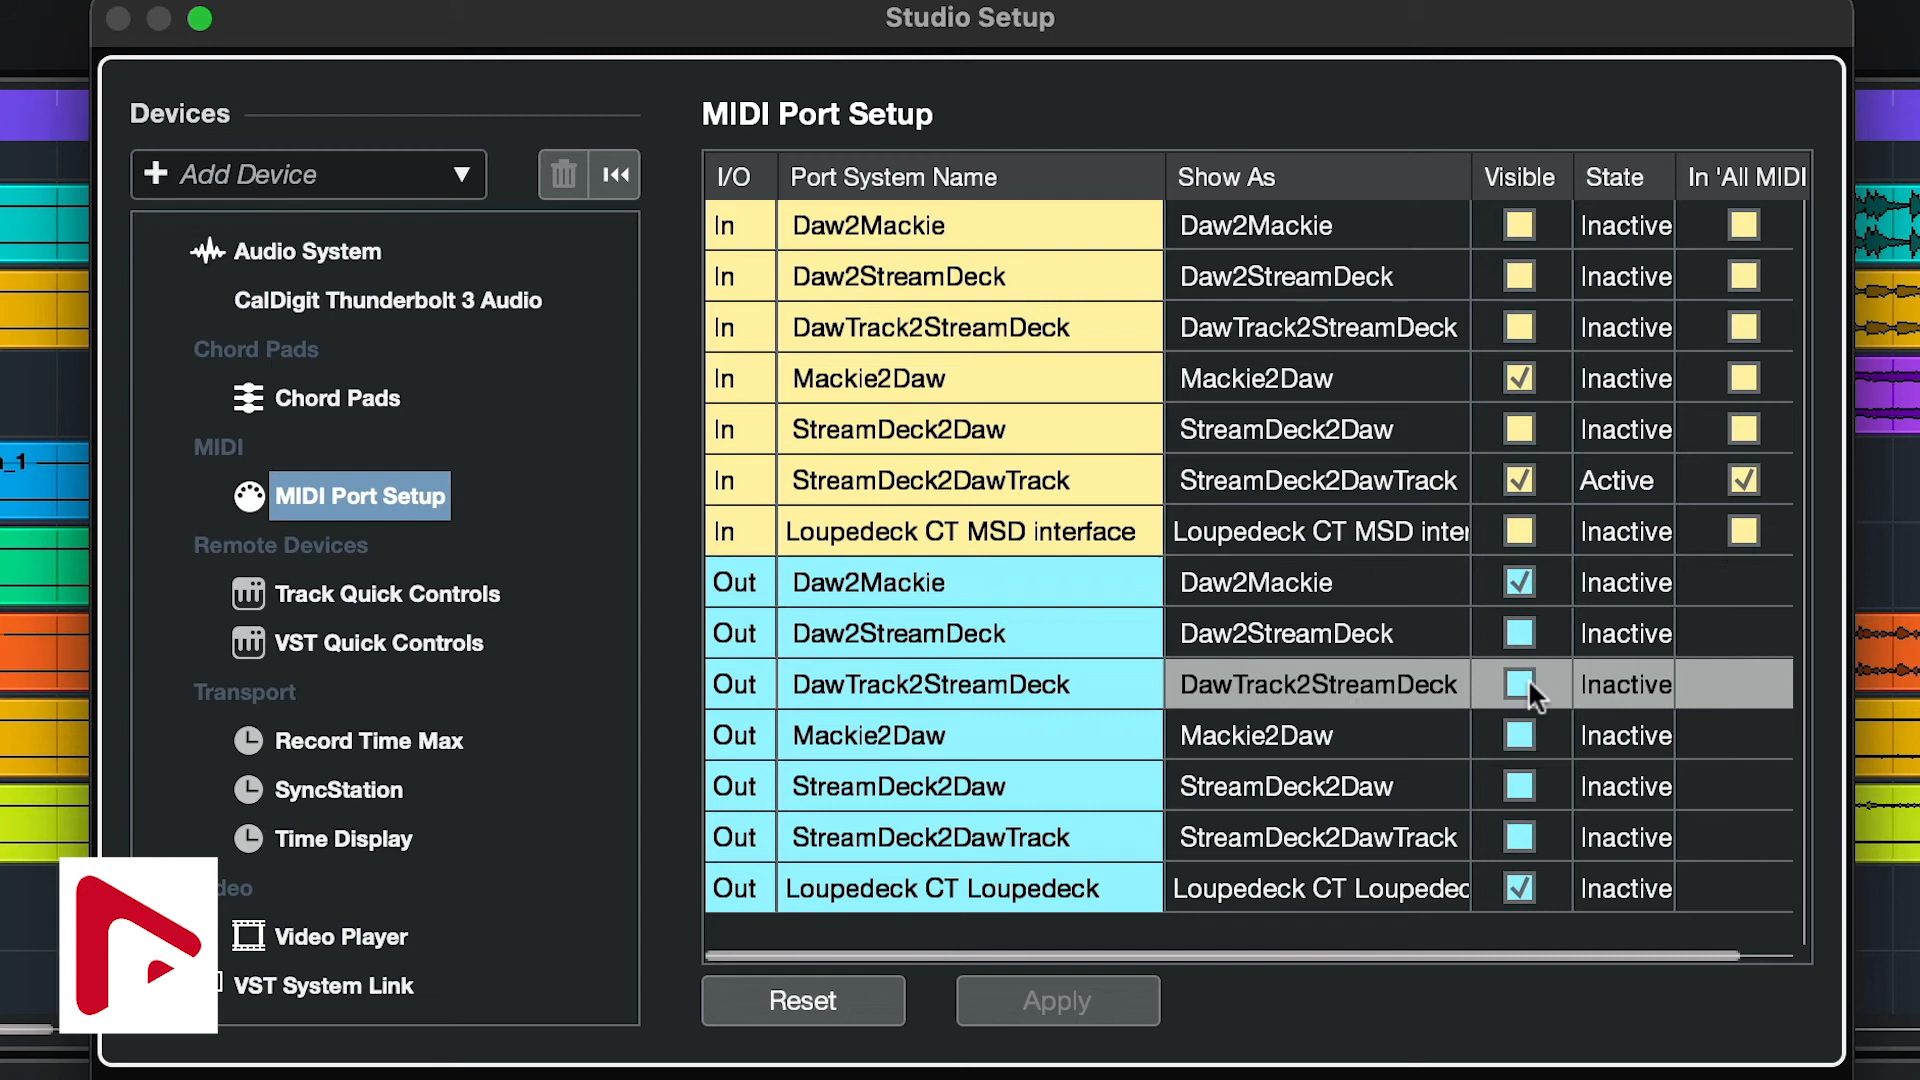 Studio Setup
Devices
Add Device
Audio System
CalDigit Thunderbolt 3 Audio
Chord Pads
Chord Pads
MIDI
MIDI Port Setup
Remote Devices
Track Quick Controls
VST Quick Controls
Transport
Record Time Max
SyncStation
Time Display
deo
Video Player
VST System Link
_1
MIDI Port Setup
I/O Port System Name Show As Visible State In 'All MIDI
In Daw2Mackie Daw2Mackie Inactive
In Daw2StreamDeck Daw2StreamDeck Inactive
In DawTrack2StreamDeck DawTrack2StreamDeck Inactive
In Mackie2Daw Mackie2Daw Inactive
In StreamDeck2Daw StreamDeck2Daw Inactive
In StreamDeck2DawTrack StreamDeck2DawTrack Active
In Loupedeck CT MSD interface Loupedeck CT MSD inter Inactive
Out Daw2Mackie Daw2Mackie Inactive
Out Daw2StreamDeck Daw2StreamDeck Inactive
Out DawTrack2StreamDeck DawTrack2StreamDeck Inactive
Out Mackie2Daw Mackie2Daw Inactive
Out StreamDeck2Daw StreamDeck2Daw Inactive
Out StreamDeck2DawTrack StreamDeck2DawTrack Inactive
Out Loupedeck CT Loupedeck Loupedeck CT Loupedec Inactive
Reset Apply